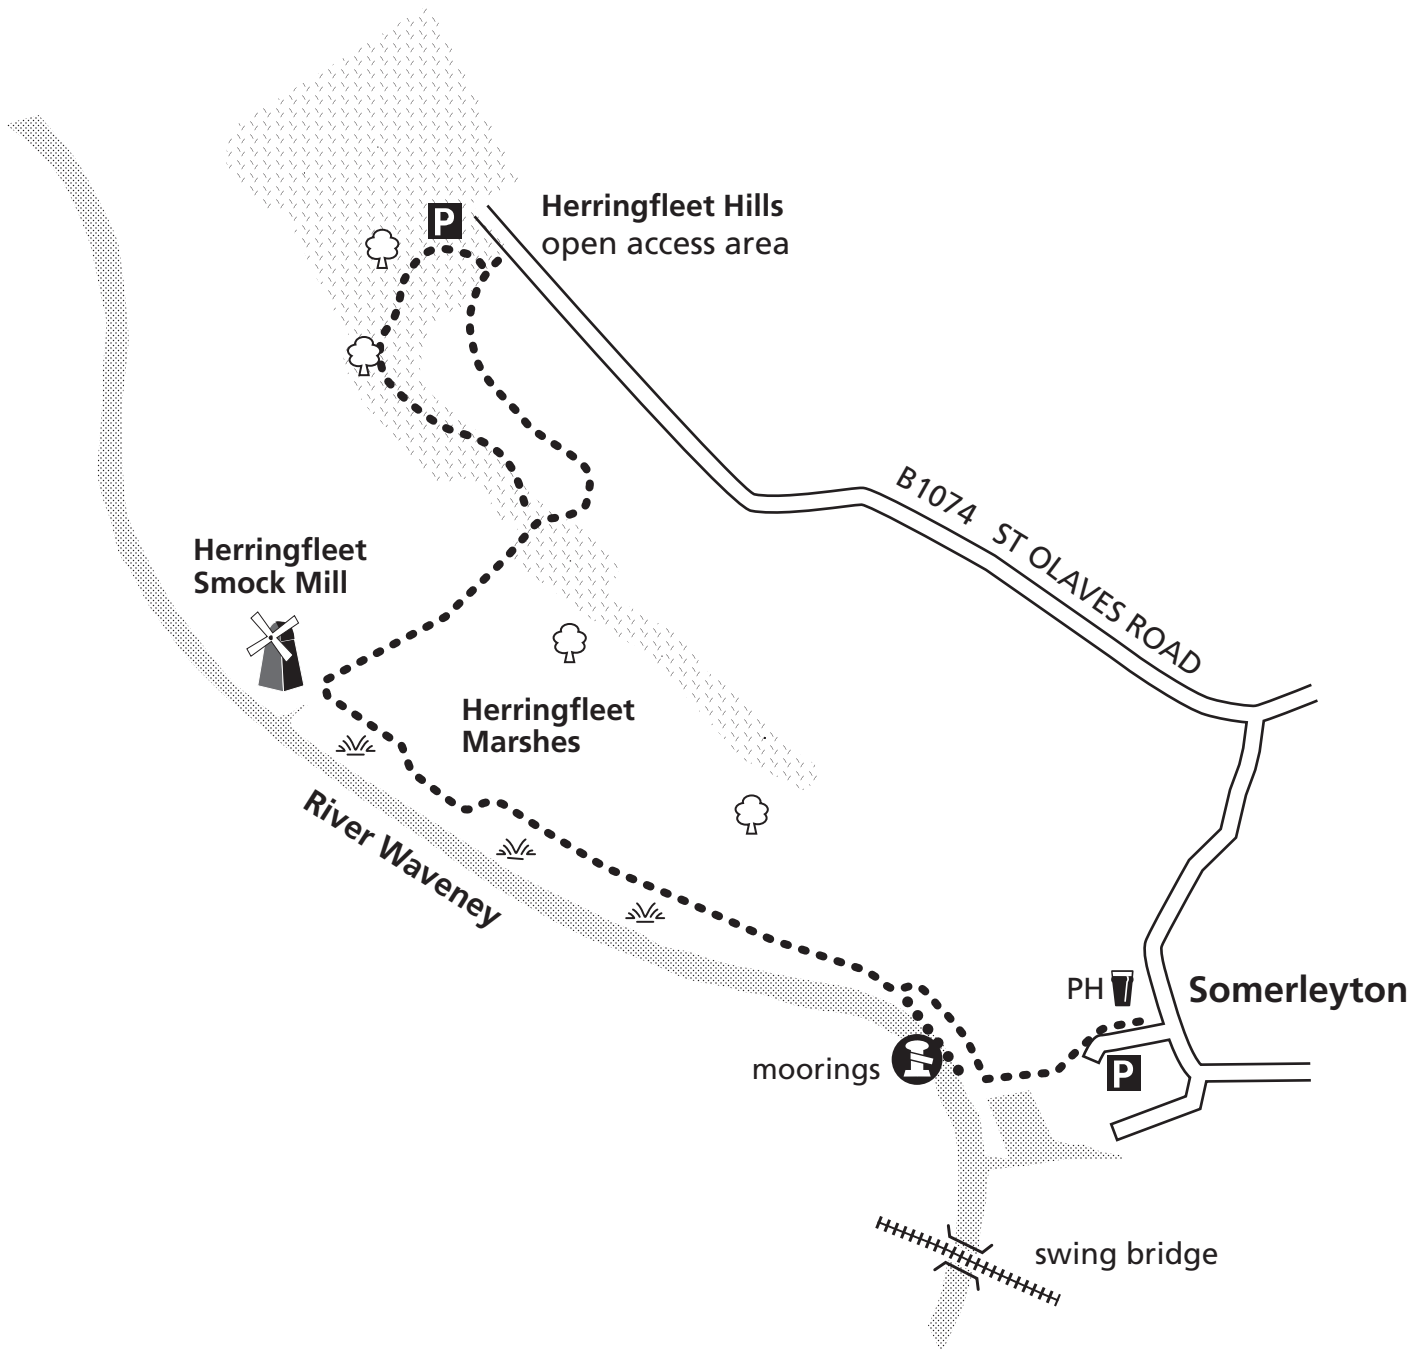 P
Herringfleet Hills
open access area
B1074 ST OLAVES ROAD
Herringfleet
Smock Mill
Herringfleet
Marshes
River Waveney
PH
Somerleyton
moorings
P
swing bridge